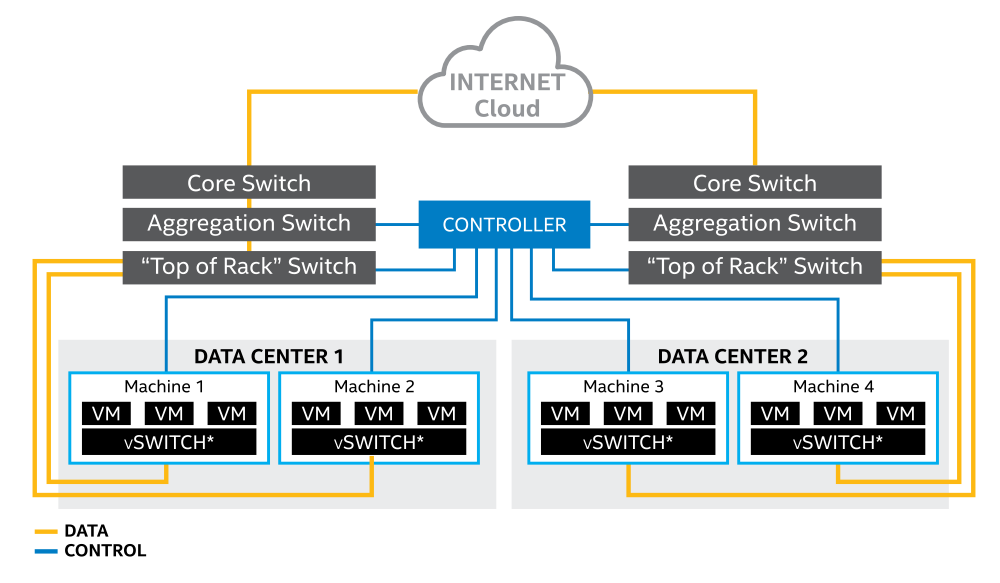 INTERNET
Cloud
Core Switch
Core Switch
Aggregation Switch
CONTROLLER
Aggregation Switch
“Top of Rack” Switch
“Top of Rack” Switch
DATA CENTER 1
DATA CENTER 2
Machine 1
Machine 2
Machine 3
Machine 4
VM VM VM
VM VM VM
VM VM VM
VM VM VM
vSWITCH*
vSWITCH*
vSWITCH*
vSWITCH*
DATA
CONTROL